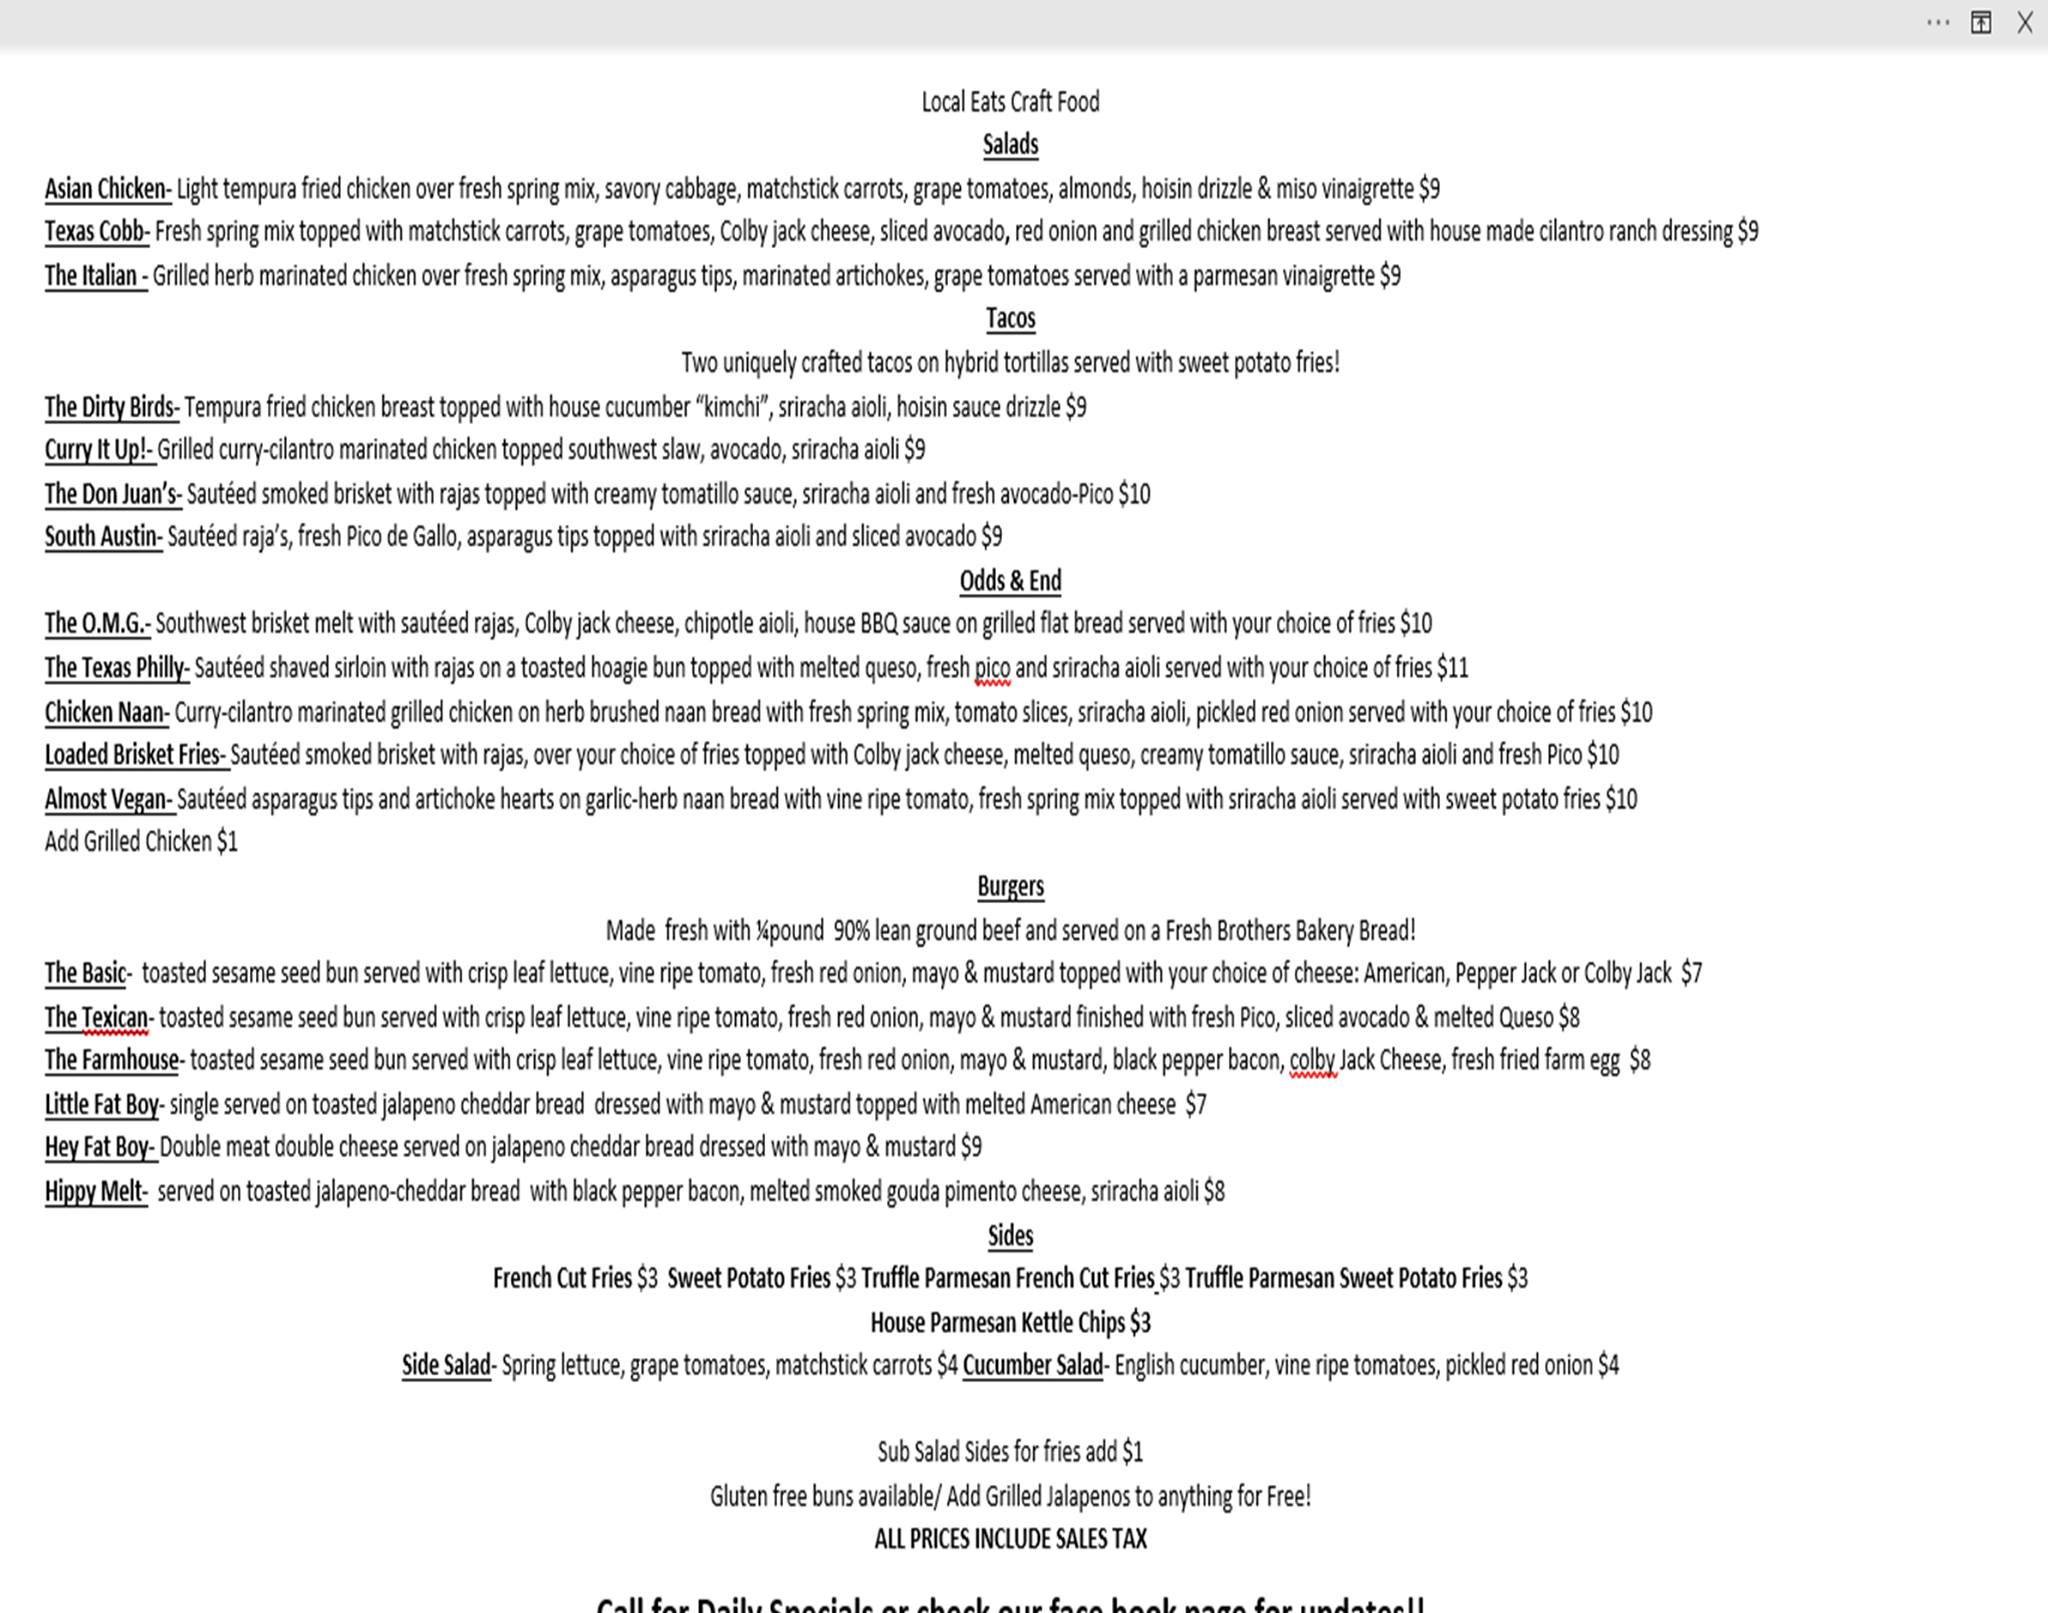 Local Eats Craft Food
Salads
Asian Chicken- Light tempura fried chicken over fresh spring mix, savory cabbage, matchstick carrots, grape tomatoes, almonds, hoisin drizzle & miso vinaigrette $9
Texas Cobb- Fresh spring mix topped with matchstick carrots, grape tomatoes, Colby jack cheese, sliced avocado, red onion and grilled chicken breast served with house made cilantro ranch dressing $9
The Italian - Grilled herb marinated chicken over fresh spring mix, asparagus tips, marinated artichokes, grape tomatoes served with a parmesan vinaigrette $9
Tacos
Two uniquely crafted tacos on hybrid tortillas served with sweet potato fries!
The Dirty Birds- Tempura fried chicken breast topped with house cucumber “kimchi”, sriracha aioli, hoisin sauce drizzle $9
Curry It Up!- Grilled curry-cilantro marinated chicken topped southwest slaw, avocado, sriracha aioli $9
The Don Juan’s- Sautéed smoked brisket with rajas topped with creamy tomatillo sauce, sriracha aioli and fresh avocado-Pico $10
South Austin- Sautéed raja’s, fresh Pico de Gallo, asparagus tips topped with sriracha aioli and sliced avocado $9
Odds & End
The O.M.G.- Southwest brisket melt with sautéed rajas, Colby jack cheese, chipotle aioli, house BBQ sauce on grilled flat bread served with your choice of fries $10
The Texas Philly- Sautéed shaved sirloin with rajas on a toasted hoagie bun topped with melted queso, fresh pico and sriracha aioli served with your choice of fries $11
Chicken Naan- Curry-cilantro marinated grilled chicken on herb brushed naan bread with fresh spring mix, tomato slices, sriracha aioli, pickled red onion served with your choice of fries $10
Loaded Brisket Fries- Sautéed smoked brisket with rajas, over your choice of fries topped with Colby jack cheese, melted queso, creamy tomatillo sauce, sriracha aioli and fresh Pico $10
Almost Vegan- Sautéed asparagus tips and artichoke hearts on garlic-herb naan bread with vine ripe tomato, fresh spring mix topped with sriracha aioli served with sweet potato fries $10
Add Grilled Chicken $1
Burgers
Made fresh with ¼pound 90% lean ground beef and served on a Fresh Brothers Bakery Bread!
The Basic- toasted sesame seed bun served with crisp leaf lettuce, vine ripe tomato, fresh red onion, mayo & mustard topped with your choice of cheese: American, Pepper Jack or Colby Jack $7
The Texican- toasted sesame seed bun served with crisp leaf lettuce, vine ripe tomato, fresh red onion, mayo & mustard finished with fresh Pico, sliced avocado & melted Queso $8
The Farmhouse- toasted sesame seed bun served with crisp leaf lettuce, vine ripe tomato, fresh red onion, mayo & mustard, black pepper bacon, colby Jack Cheese, fresh fried farm egg $8
Little Fat Boy- single served on toasted jalapeno cheddar bread dressed with mayo & mustard topped with melted American cheese $7
Hey Fat Boy- Double meat double cheese served on jalapeno cheddar bread dressed with mayo & mustard $9
Hippy Melt- served on toasted jalapeno-cheddar bread with black pepper bacon, melted smoked gouda pimento cheese, sriracha aioli $8
Sides
French Cut Fries $3 Sweet Potato Fries $3 Truffle Parmesan French Cut Fries $3 Truffle Parmesan Sweet Potato Fries $3
House Parmesan Kettle Chips $3
Side Salad- Spring lettuce, grape tomatoes, matchstick carrots $4 Cucumber Salad- English cucumber, vine ripe tomatoes, pickled red onion $4
Sub Salad Sides for fries add $1
Gluten free buns available/ Add Grilled Jalapenos to anything for Free!
ALL PRICES INCLUDE SALES TAX
Call for Daily Specials or check our face book page for updates!!